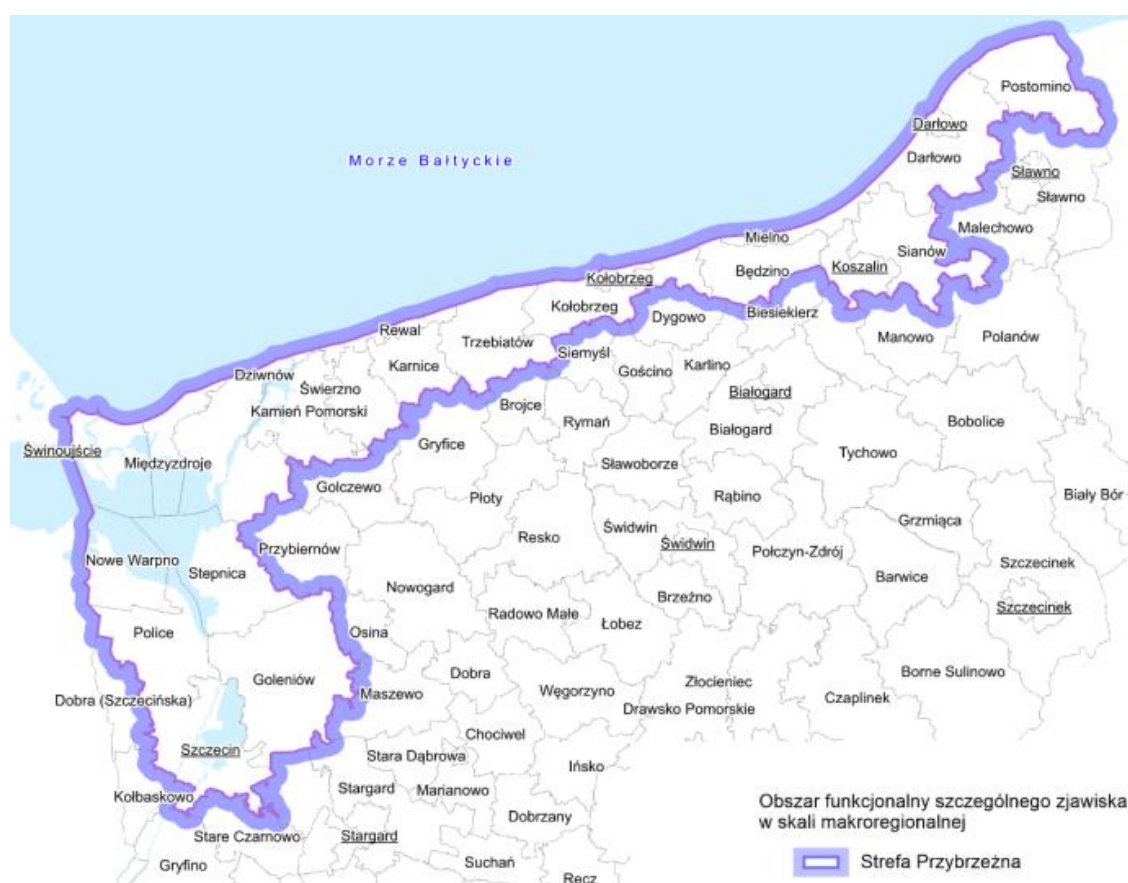 Postomino
Darłowo
Darłowo
Morze Bałtyckie
Sławno
Sławno
Malechowo
Mielno
Sianów
Koszalin
Będzino
Kołobrzeg
Kołobrzeg
Dygowo
Biesiekierz
Rewal
Trzebiatów
Manowo
Polanów
Siemyśl
Karnice
Gościno
Karlino
Dziwnów
Świerzno
Białogard
Kamień Pomorski
Brojce
Rymań
Białogard
Bobolice
Gryfice
Świnoujście
Międzyzdroje
Tychowo
Sławoborze
Golczewo
Płoty
Rąbino
Biały Bór
Grzmiąca
Świdwin
Resko
Świdwin
Przybiernów
Połczyn-Zdrój
Nowe Warpno
Szczecinek
Stepnica
Barwice
Nowogard
Brzeżno
Szczecinek
Radowo Małe
Łobez
Police
Osina
Goleniów
Dobra
Borne Sulinowo
Złocieniec
Maszewo
Węgorzyno
Czaplinek
Dobra (Szczecińska)
Drawsko Pomorskie
Chociwel
Szczecin
Stara Dąbrowa
Ińsko
Stargard
Marianowo
Kołbaskowo
Dobrzany
Obszar funkcjonalny szczególnego zjawiska
w skali makroregionalnej
Stare Czarnowo
Stargard
Gryfino
Suchań
Strefa Przybrzeżna
Recz